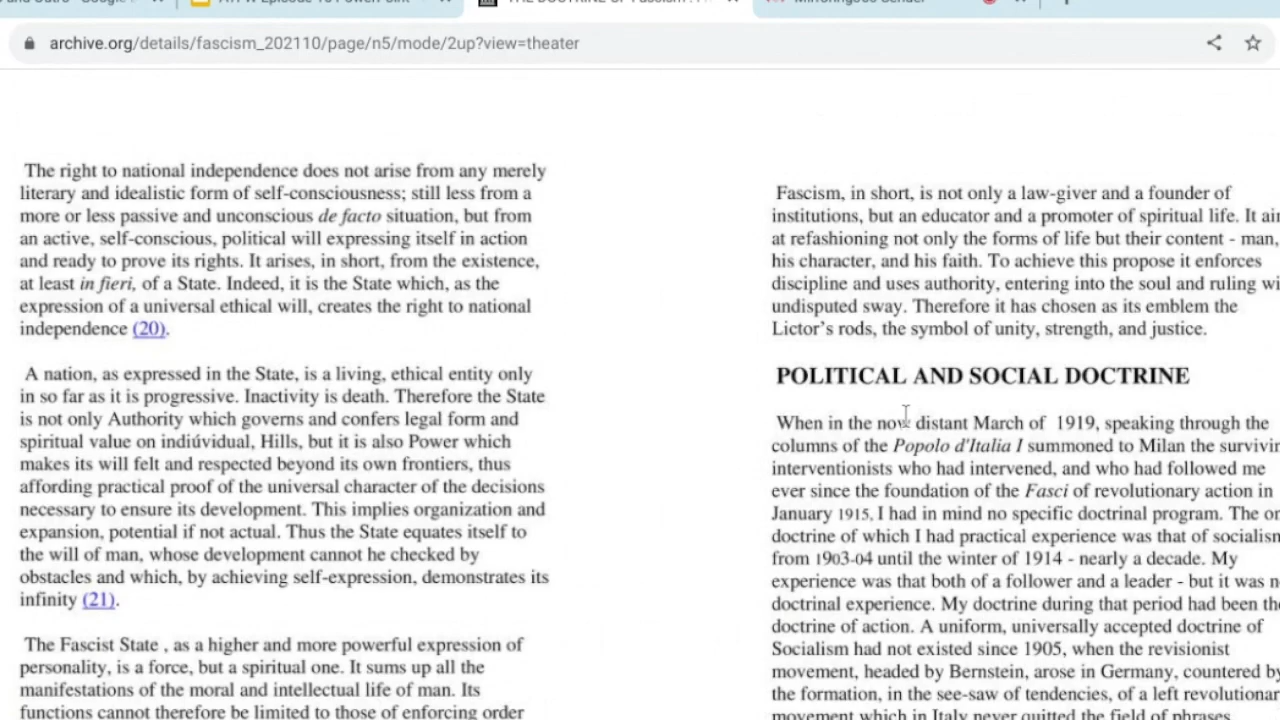 THE DOCTRINE OF Fascism
archive.org/details/fascism_202110/page/n5/mode/2up?view=theater
The right to national independence does not arise from any merely
literary and idealistic form of self-consciousness; still less from a
more or less passive and unconscious de facto situation, but from
an active, self-conscious, political will expressing itself in action
and ready to prove its rights. It arises, in short, from the existence,
at least in fieri, of a State. Indeed, it is the State which, as the
expression of a universal ethical will, creates the right to national
independence (20).
A nation, as expressed in the State, is a living, ethical entity only
in so far as it is progressive. Inactivity is death. Therefore the State
is not only Authority which governs and confers legal form and
spiritual value on indiúvidual, Hills, but it is also Power which
makes its will felt and respected beyond its own frontiers, thus
affording practical proof of the universal character of the decisions
necessary to ensure its development. This implies organization and
expansion, potential if not actual. Thus the State equates itself to
the will of man, whose development cannot he checked by
obstacles and which, by achieving self-expression, demonstrates its
infinity (21).
The Fascist State , as a higher and more powerful expression of
personality, is a force, but a spiritual one. It sums up all the
manifestations of the moral and intellectual life of man. Its
functions cannot therefore be limited to those of enforcing order
Fascism, in short, is not only a law-giver and a founder of
institutions, but an educator and a promoter of spiritual life. It
at refashioning not only the forms of life but their content - man,
his character, and his faith. To achieve this propose it enforces
discipline and uses authority, entering into the soul and ruling
undisputed sway. Therefore it has chosen as its emblem the
Lictor's rods, the symbol of unity, strength, and justice.
POLITICAL AND SOCIAL DOCTRINE
When in the now distant March of 1919, speaking through the
columns of the Popolo d'Italia I summoned to Milan the
interventionists who had intervened, and who had followed me
ever since the foundation of the Fasci of revolutionary action in
January 1915, I had in mind no specific doctrinal program. The
doctrine of which I had practical experience was that of
from 1903-04 until the winter of 1914 - nearly a decade. My
experience was that both of a follower and a leader - but it was
doctrinal experience. My doctrine during that period had been
doctrine of action. A uniform, universally accepted doctrine of
Socialism had not existed since 1905, when the revisionist
movement, headed by Bernstein, arose in Germany, countered
the formation, in the see-saw of tendencies, of a left
movement which in Italy never quitted the field of phrases,